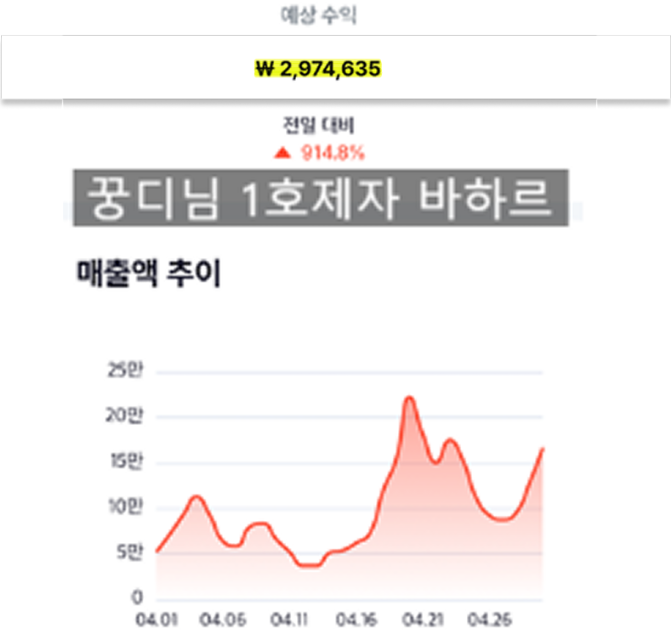 예상 수익
₩ 2,974,635
전일 대비
▲ 914.8%
꿍디님 1호제자 바하르
매출액 추이
25만
20만
15만
10만
5만
0
04.01 04.06 04.11 04.16 04.21 04.26